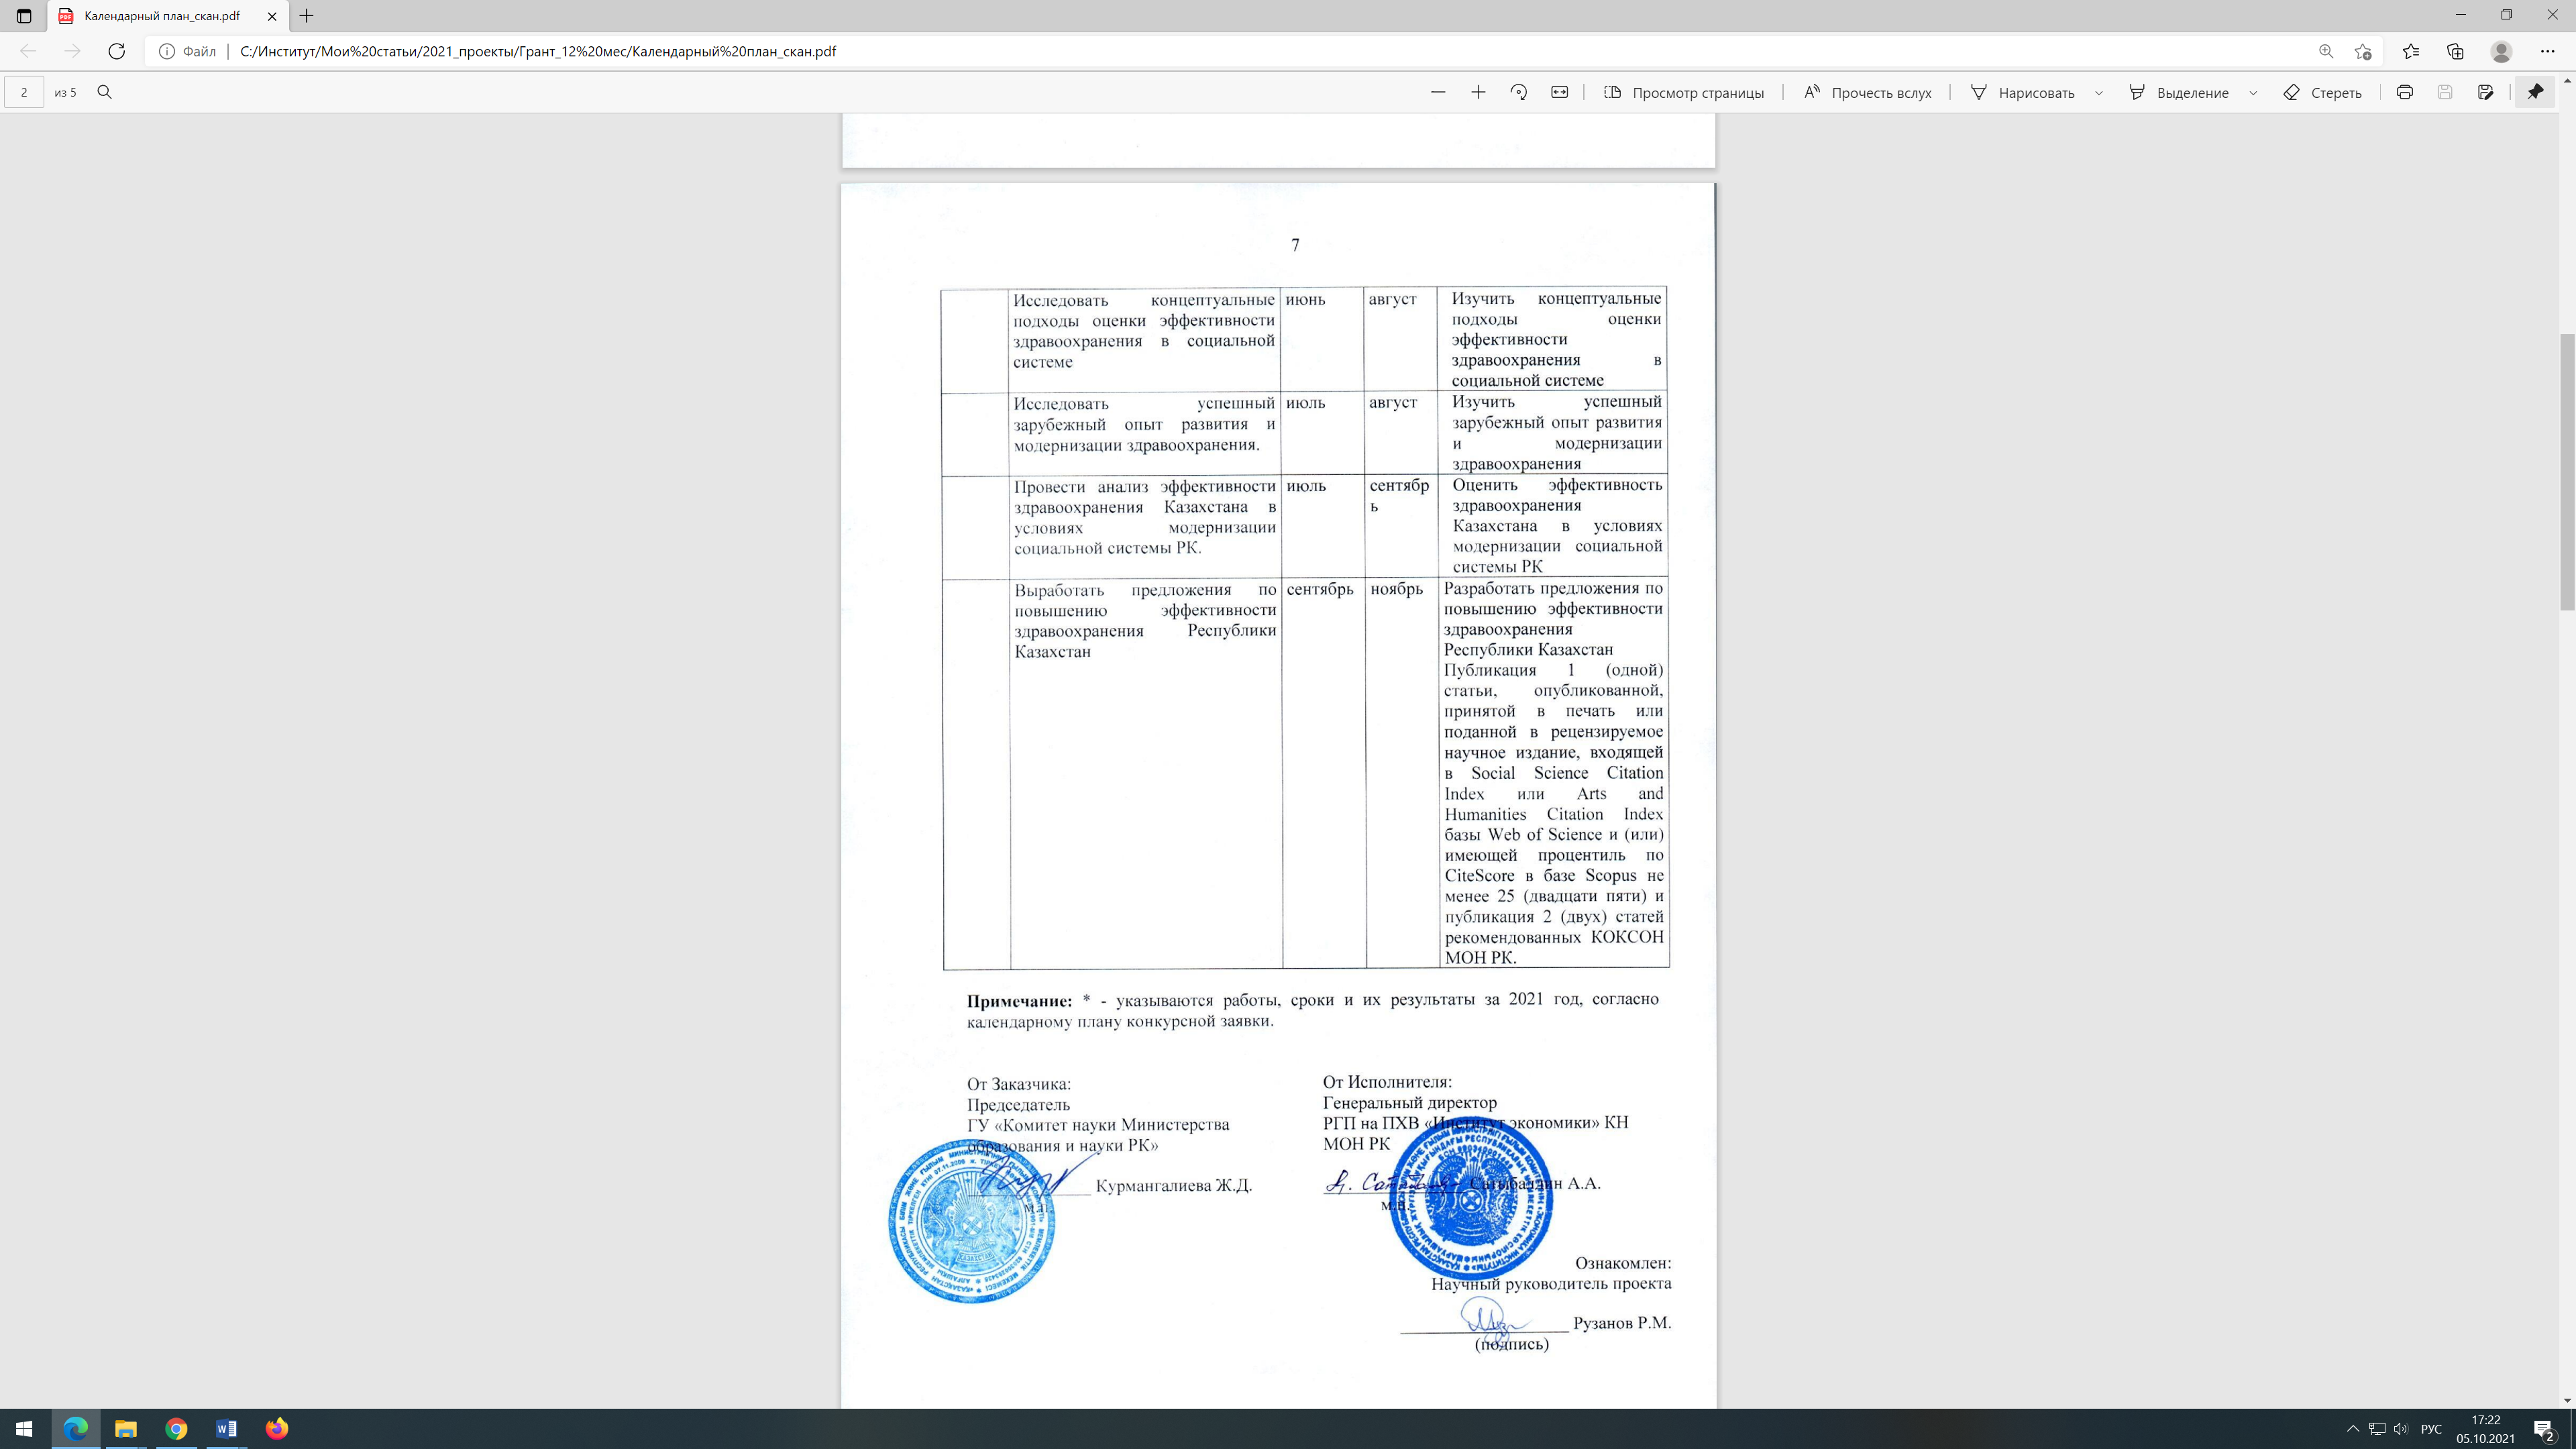 Календарный план_скан.pdf
Файл
C:/Институт/Мои%20статьи/2021_проекты/Грант_12%20мес/Календарный%20план_скан.pdf
2 из 5
Просмотр страницы
Прочесть вслух
Нарисовать
Выделение
Стереть
7
Исследовать концептуальные
подходы оценки эффективности
здравоохранения в социальной
системе
июнь
август
Изучить концептуальные
подходы оценки
эффективности
здравоохранения в
социальной системе
Исследовать успешный
зарубежный опыт развития и
модернизации здравоохранения.
июль
август
Изучить успешный
зарубежный опыт развития
и модернизации
здравоохранения
Провести анализ эффективности
здравоохранения Казахстана в
условиях модернизации
социальной системы РК.
июль
сентябр
ь
Оценить эффективность
здравоохранения
Казахстана в условиях
модернизации социальной
системы РК
Выработать предложения по
повышению эффективности
здравоохранения Республики
Казахстан
сентябрь
ноябрь
Разработать предложения по
повышению эффективности
здравоохранения
Республики Казахстан
Публикация 1 (одной)
статьи, опубликованной,
принятой в печать или
поданной в рецензируемое
научное издание, входящей
в Social Science Citation
Index или Arts and
Humanities Citation Index
базы Web of Science и (или)
имеющей процентиль по
CiteScore в базе Scopus не
менее 25 (двадцати пяти) и
публикация 2 (двух) статей
рекомендованных КОКСОН
МОН РК.
Примечание: * - указываются работы, сроки и их результаты за 2021 год, согласно
календарному плану конкурсной заявки.
От Заказчика:
Председатель
ГУ «Комитет науки Министерства
образования и науки РК»
Курмангалиева Ж.Д.
м.п.
От Исполнителя:
Генеральный директор
РГП на ПХВ «Институт экономики» КН
МОН РК
Сатыбалдин А.А.
м.п.
Ознакомлен:
Научный руководитель проекта
Рузанов Р.М.
(подпись)
РУС
17:22
05.10.2021
2